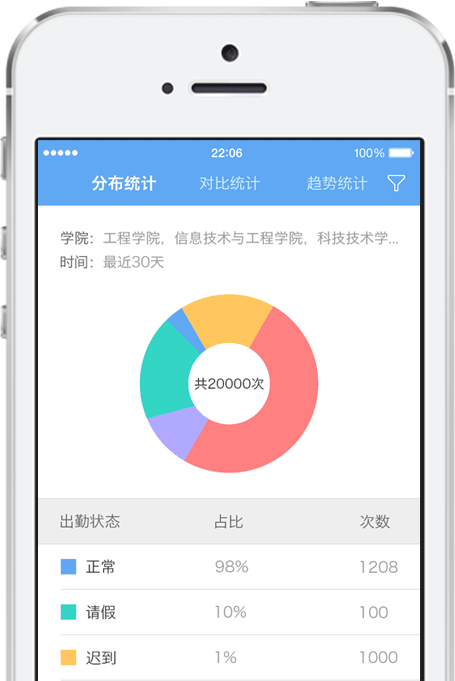 22:06
100%
分布统计
对比统计
趋势统计
学院：工程学院，信息技术与工程学院，科技技术学...
时间：最近30天
共20000次
出勤状态 占比 次数
正常 98% 1208
请假 10% 100
迟到 1% 1000